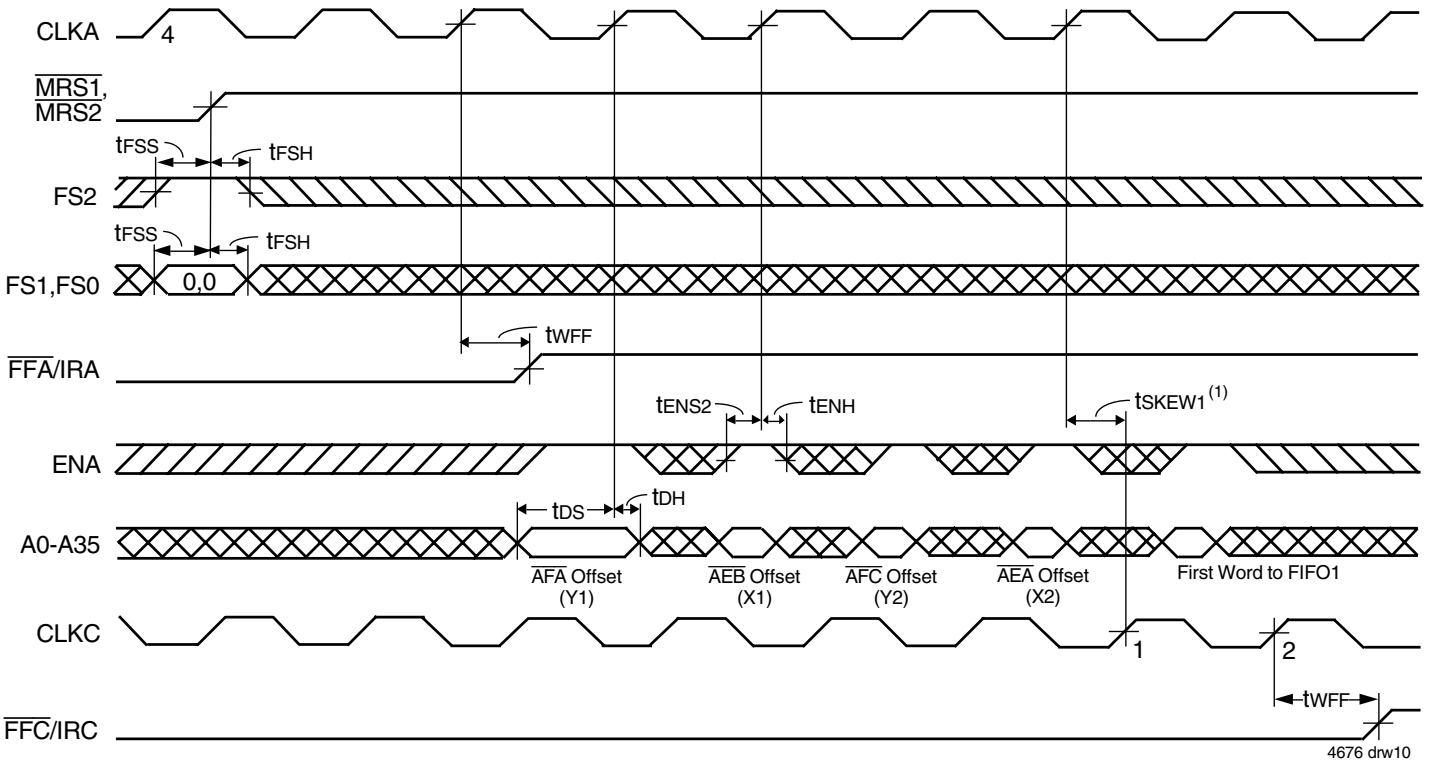 CLKA
4
MRS1,
MRS2
tFSS
tFSH
FS2
tFSS
tFSH
FS1,FS0
0,0
tWFF
FFA/IRA
tENS2
tENH
tSKEW1(1)
ENA
tDS
tDH
A0-A35
AFA Offset
(Y1)
AEB Offset
(X1)
AFC Offset
(Y2)
AEA Offset
(X2)
First Word to FIFO1
CLKC
1
2
tWFF
FFC/IRC
4676 drw10